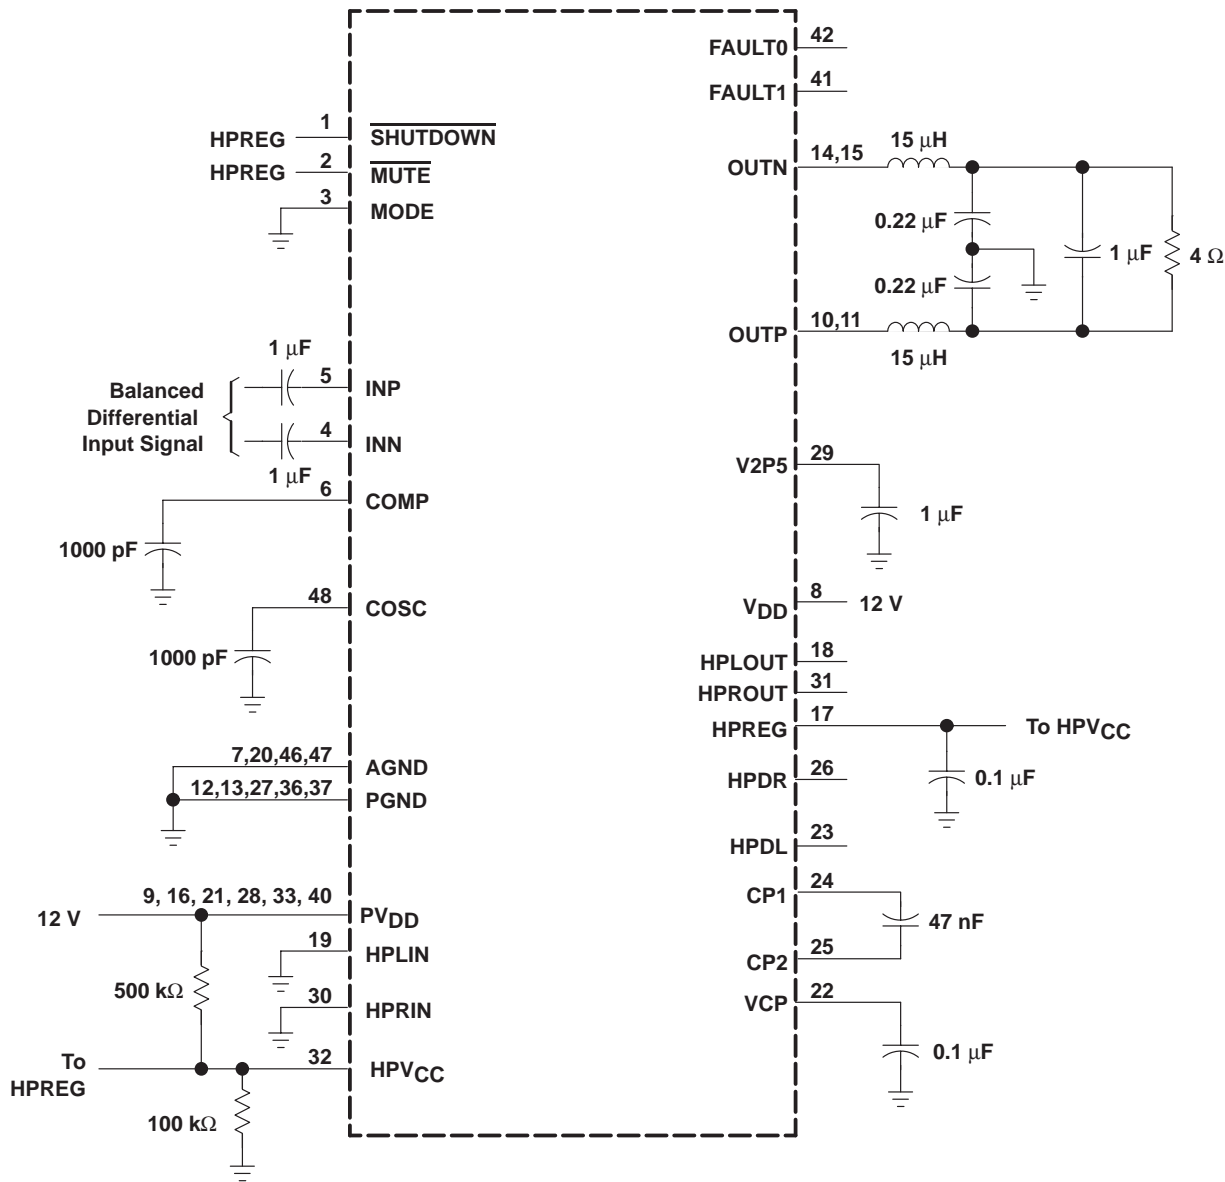 FAULT0 42
FAULT1 41
HPREG 1 SHUTDOWN
HPREG 2 MUTE
3 MODE
OUTN 14,15 15 μH
0.22 μF
1 μF
4 Ω
0.22 μF
OUTP 10,11
15 μH
Balanced
Differential
Input Signal
1 μF
5 INP
4 INN
1 μF
6 COMP
1000 pF
48 COSC
1000 pF
V2P5 29
1 μF
VDD 8 12 V
HPLOUT 18
HPROUT 31
HPREG 17 To HPVCC
0.1 μF
HPDR 26
HPDL 23
7,20,46,47 AGND
12,13,27,36,37 PGND
CP1 24
47 nF
CP2 25
VCP 22
0.1 μF
12 V 9, 16, 21, 28, 33, 40 PVDD
19 HPLIN
500 kΩ
30 HPRIN
To
HPREG
32 HPVCC
100 kΩ